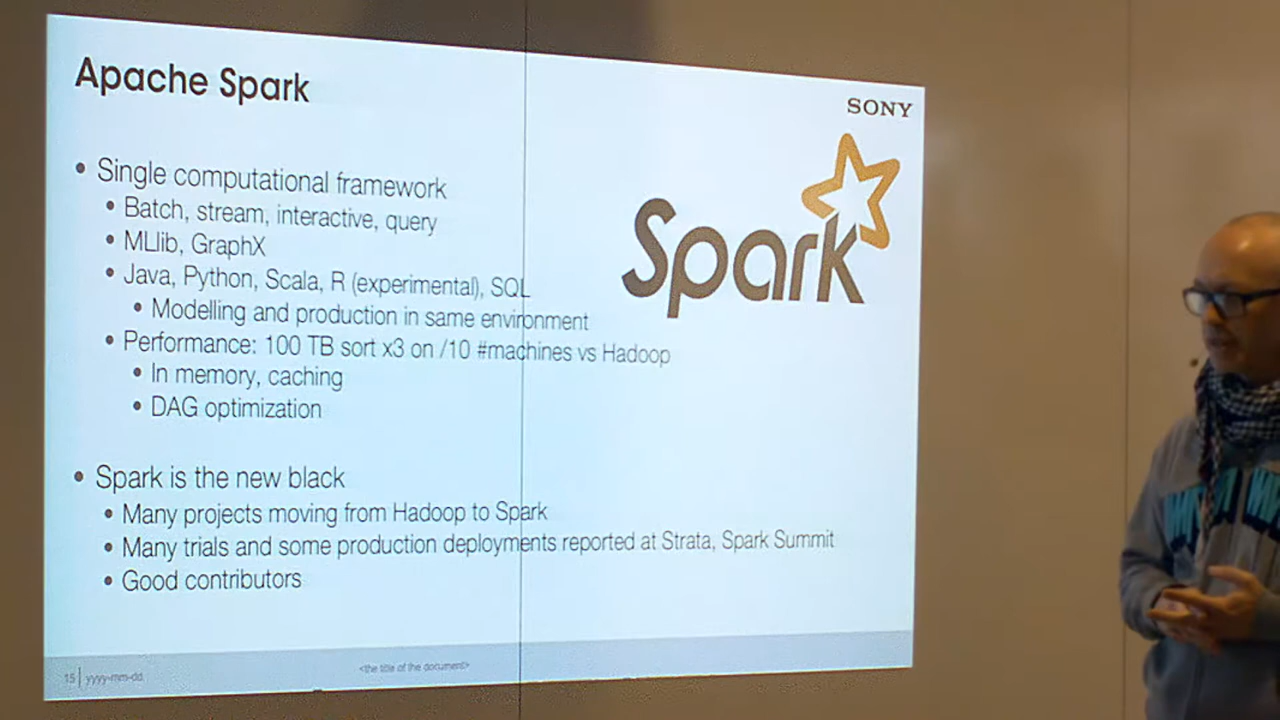 Apache Spark
SONY
Spark
• Single computational framework
• Batch, stream, interactive, query
• MLlib, GraphX
• Java, Python, Scala, R (experimental), SQL
• Modelling and production in same environment
• Performance: 100 TB sort x3 on /10 #machines vs Hadoop
• In memory, caching
• DAG optimization
• Spark is the new black
• Many projects moving from Hadoop to Spark
• Many trials and some production deployments reported at Strata, Spark Summit
• Good contributors
15 | yyyy-mm-dd
<the title of the document>